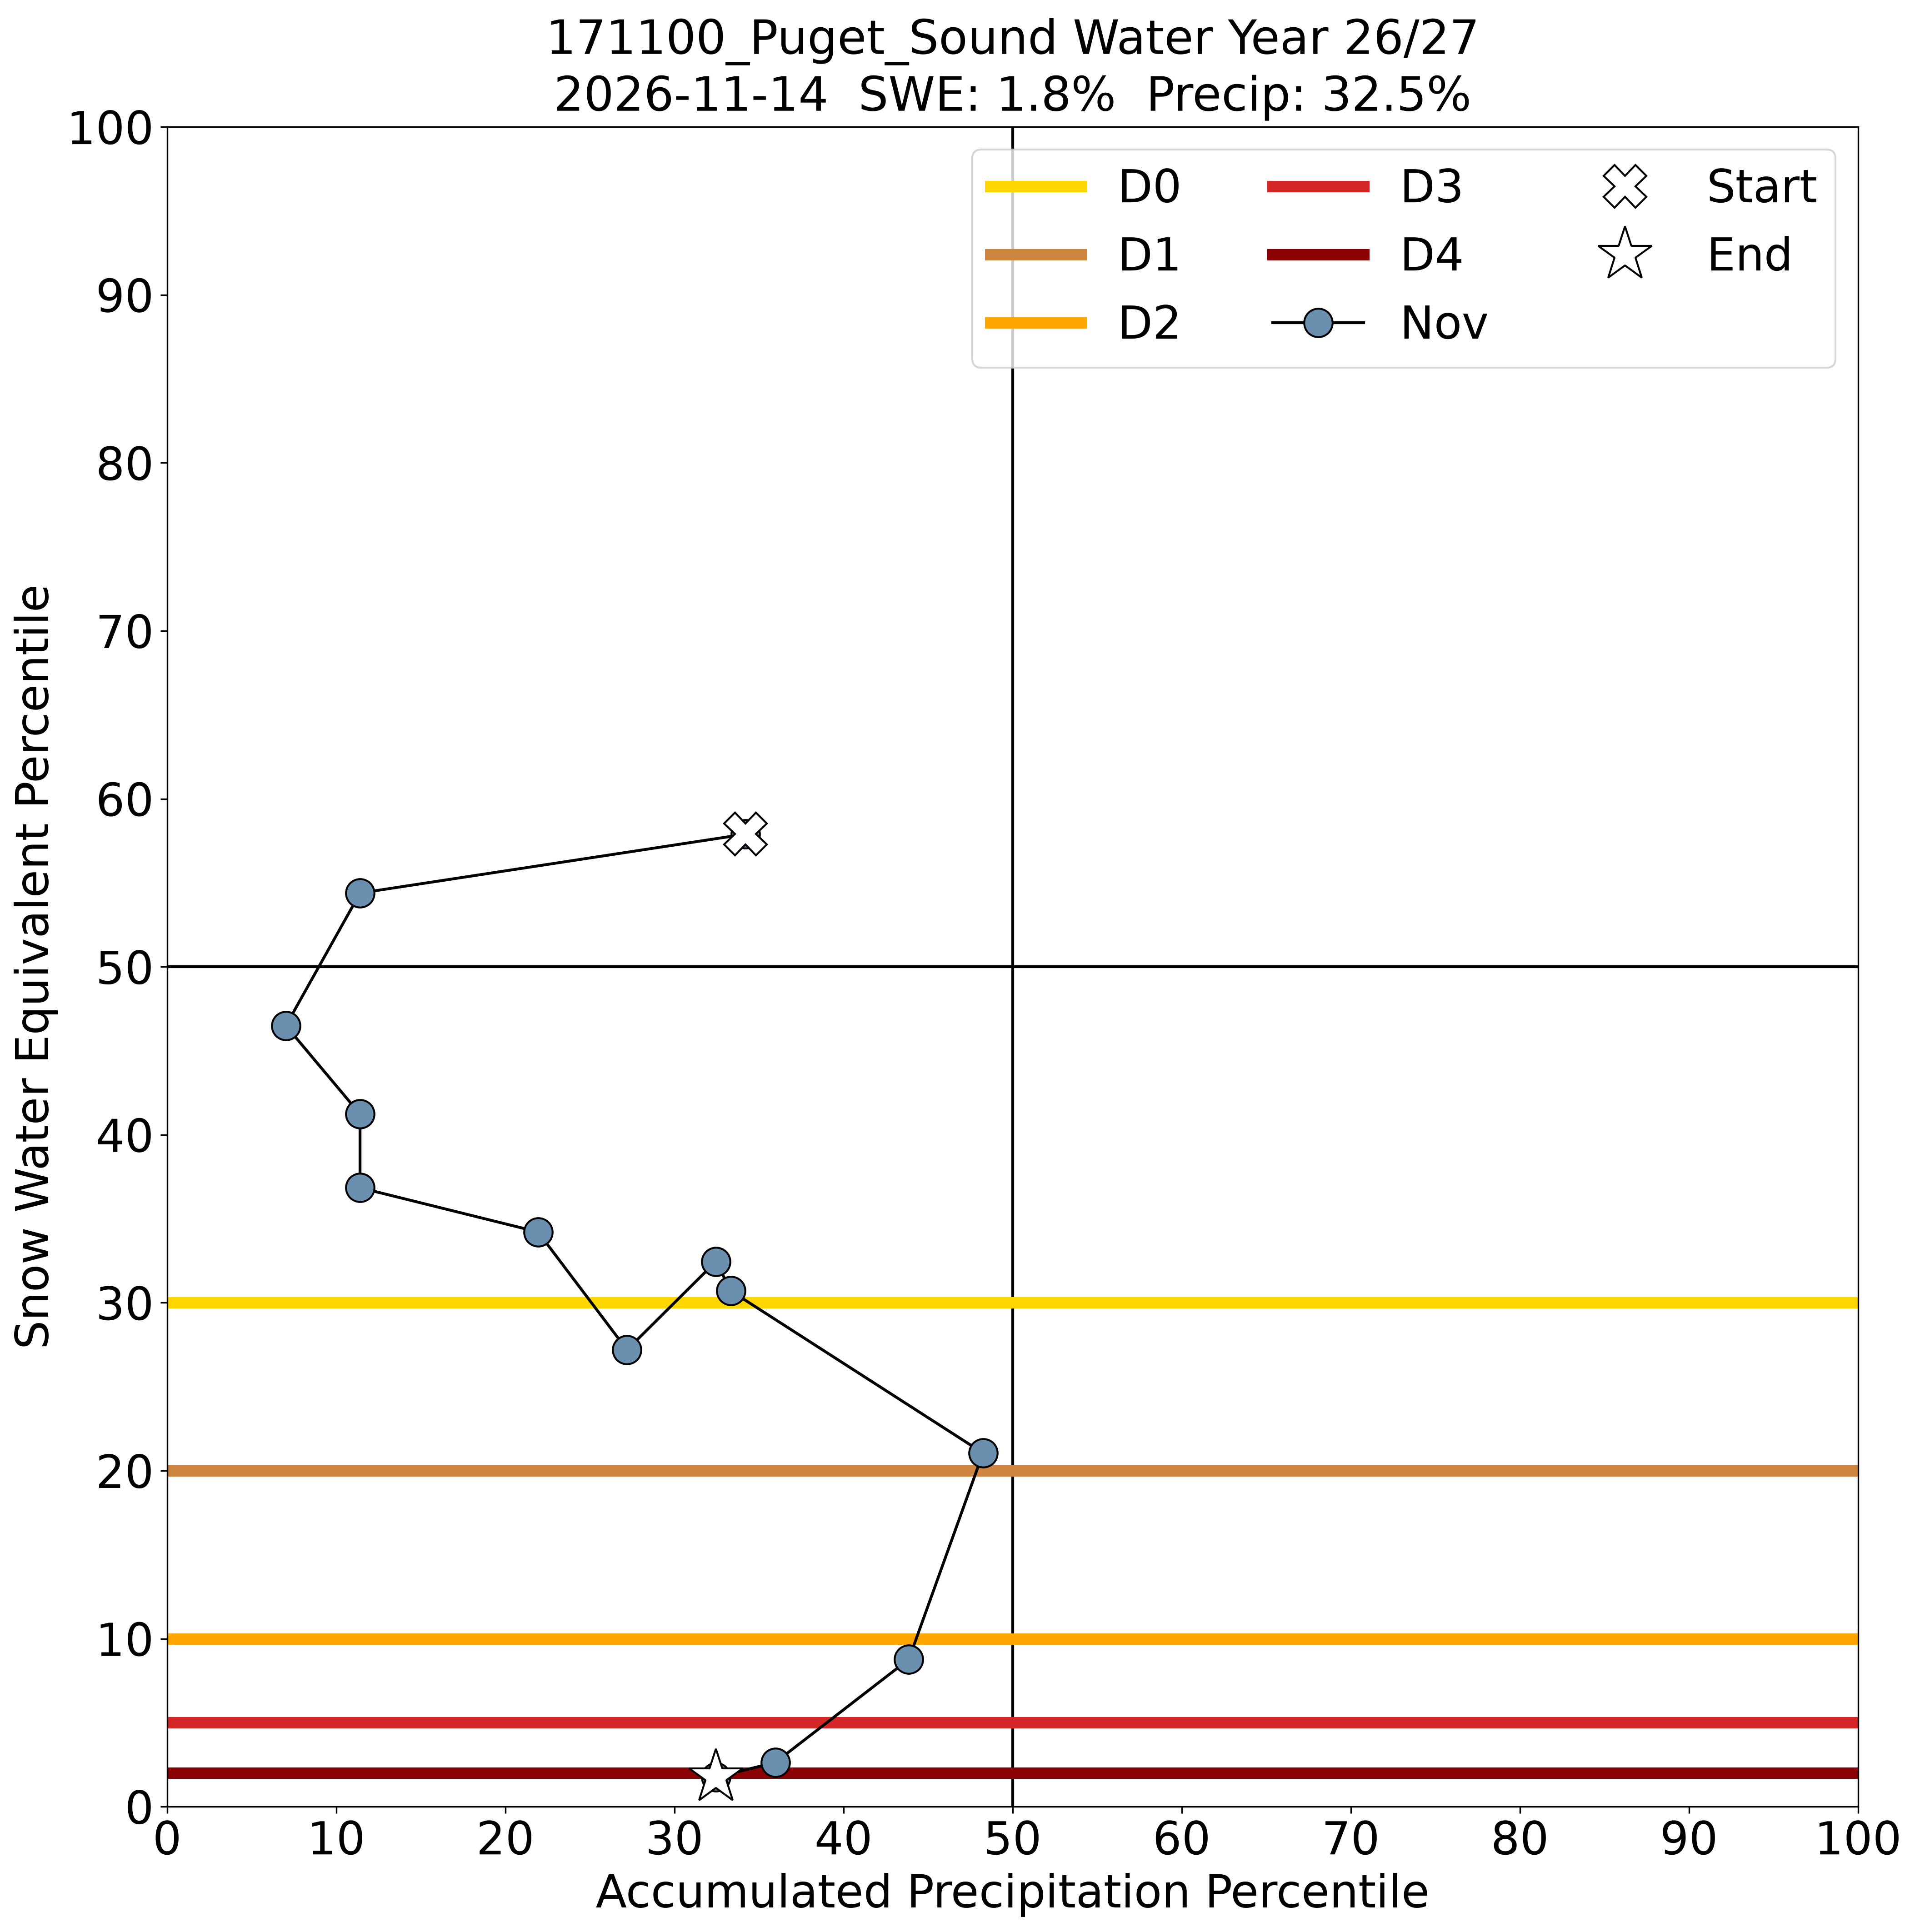 171100_Puget_Sound Water Year 26/27
2026-11-14  SWE: 1.8%  Precip: 32.5%
D0
D1
D2
D3
D4
Nov
Start
End
Snow Water Equivalent Percentile
100
90
80
70
60
50
40
30
20
10
0
0 10 20 30 40 50 60 70 80 90 100
Accumulated Precipitation Percentile